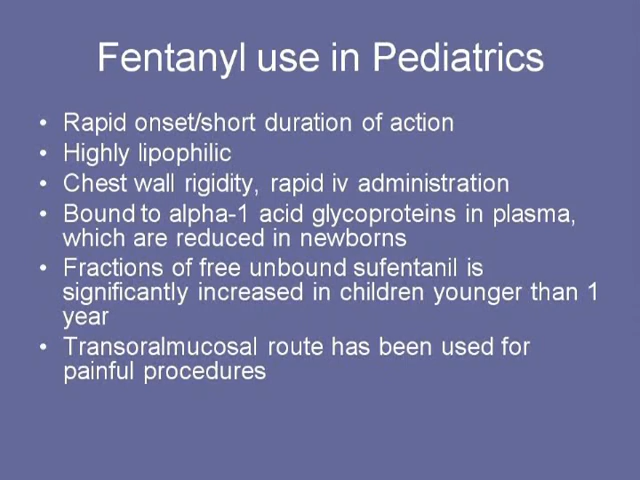 Fentanyl use in Pediatrics
• Rapid onset/short duration of action
• Highly lipophilic
• Chest wall rigidity, rapid iv administration
• Bound to alpha-1 acid glycoproteins in plasma,
which are reduced in newborns
• Fractions of free unbound sufentanil is
significantly increased in children younger than 1
year
• Transoralmucosal route has been used for
painful procedures